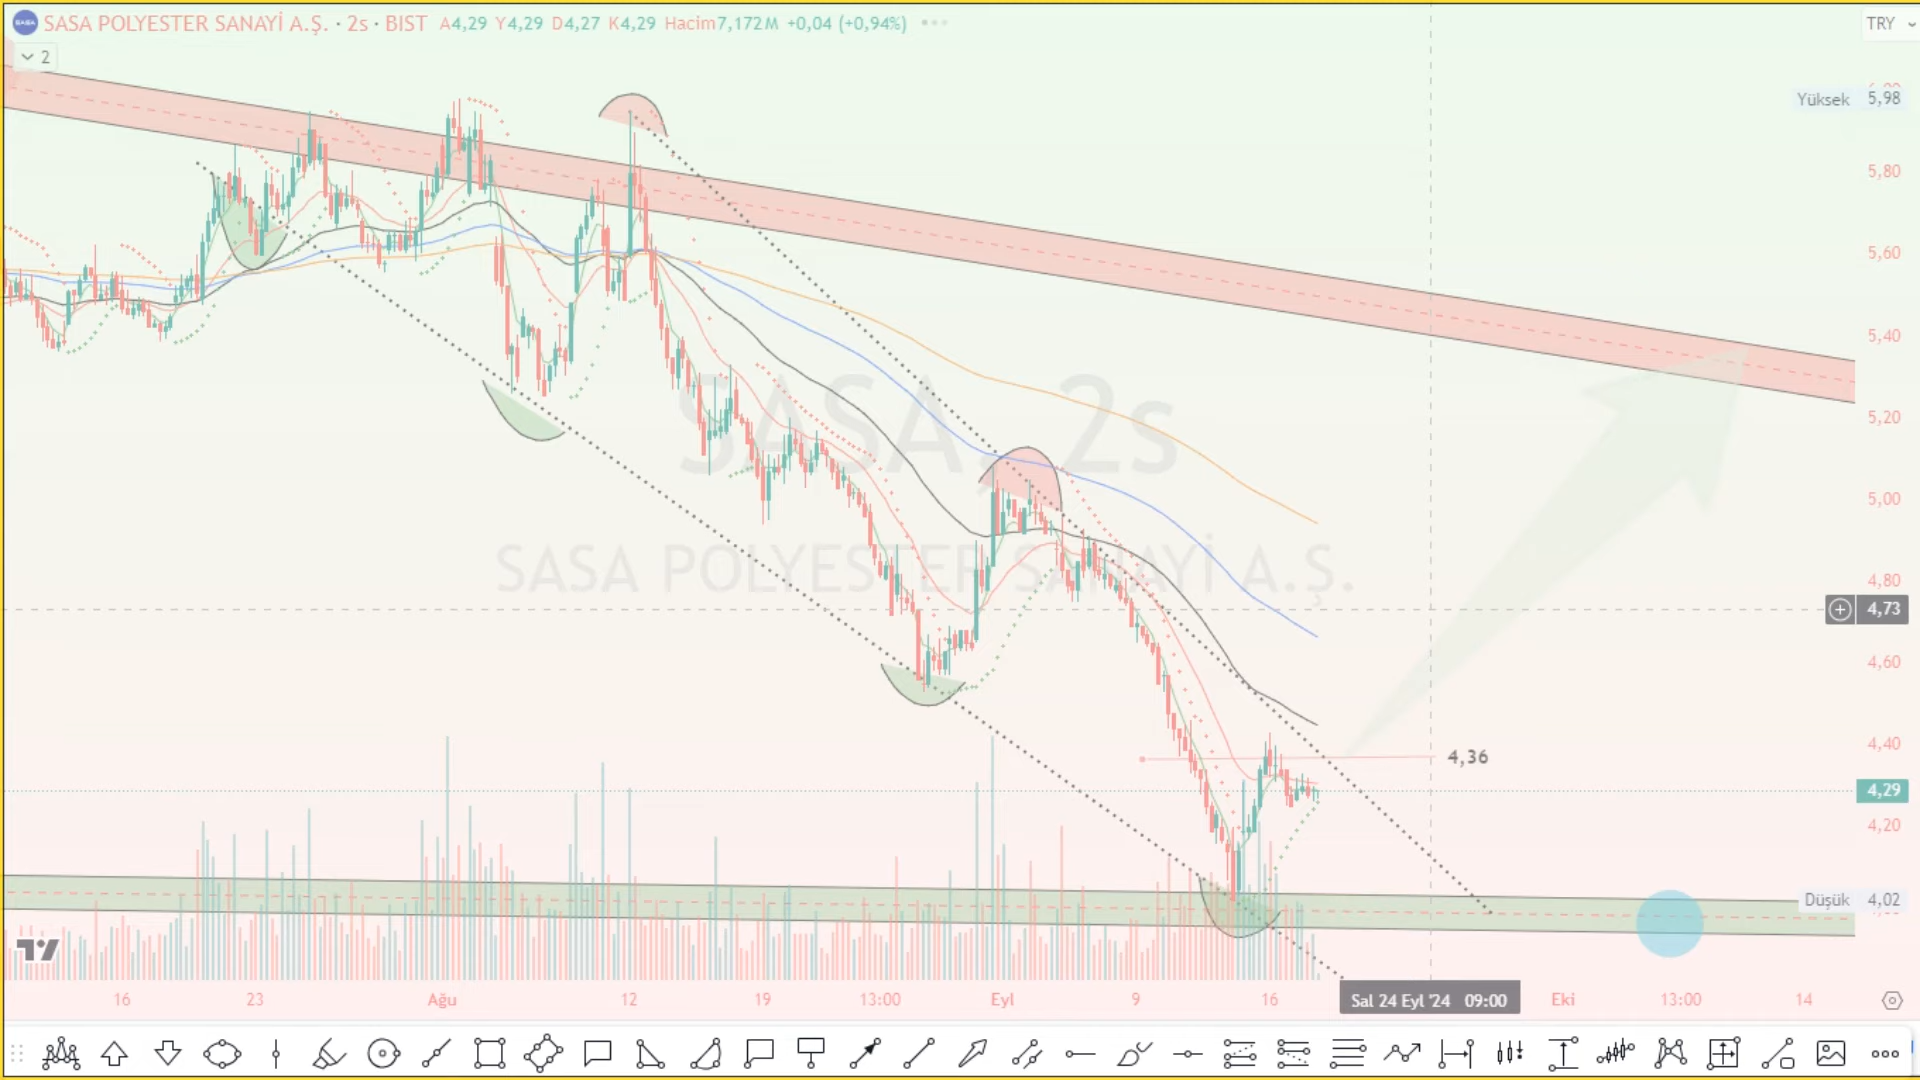 SASA POLYESTER SANAYİ A.Ş. · 2s · BIST A4,29 Y4,29 D4,27 K4,29 Hacim7,172M +0,04 (+0,94%)
TRY
2
Yüksek 5,98
5,80
5,60
5,40
5,20
SASA, 2s
5,00
SASA POLYESTER SANAYİ A.Ş.
4,80
4,73
4,60
4,40
4,36
4,29
4,20
Düşük 4,02
16 23 Ağu 12 19 13:00 Eyl 9 16 Sal 24 Eyl '24 09:00 Eki 13:00 14